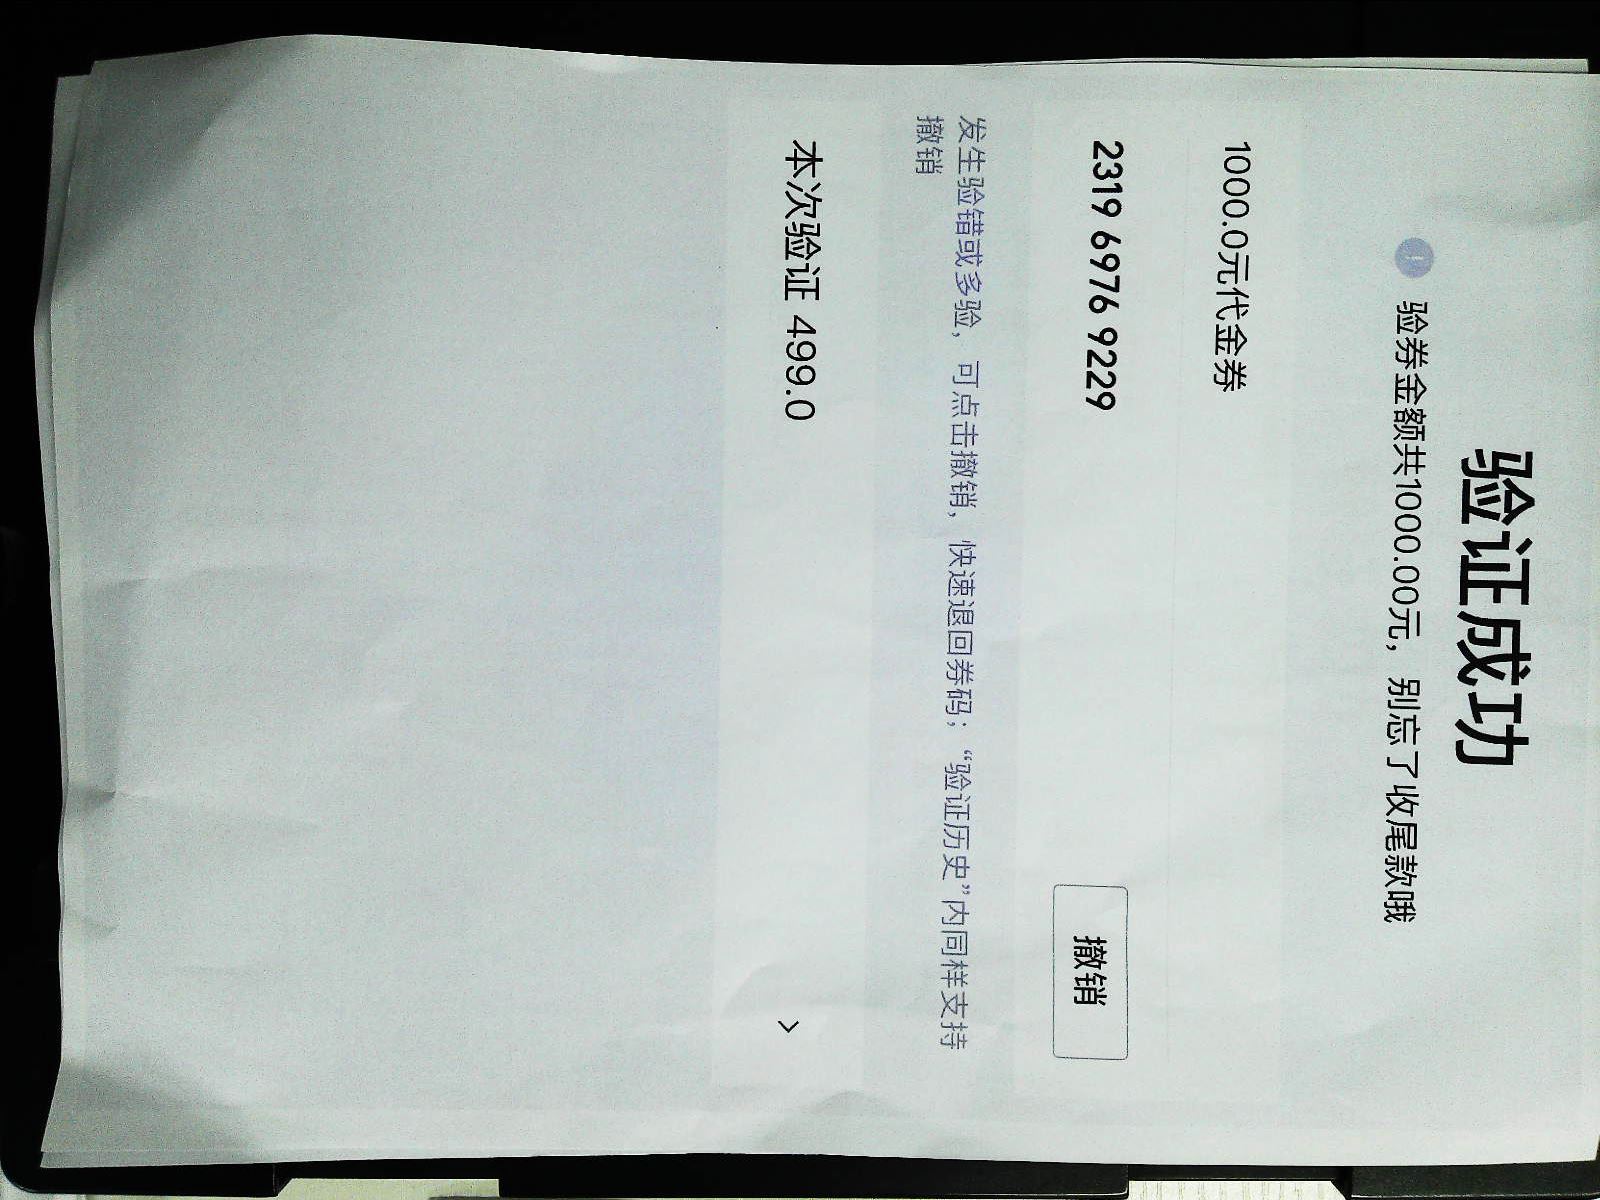 验证成功
验券金额共1000.00元，别忘了收尾款哦
1000.0元代金券
2319 6976 9229
撤销
发生验错或多验，可点击撤销，快速退回券码；“验证历史”内同样支持
撤销
本次验证 499.0